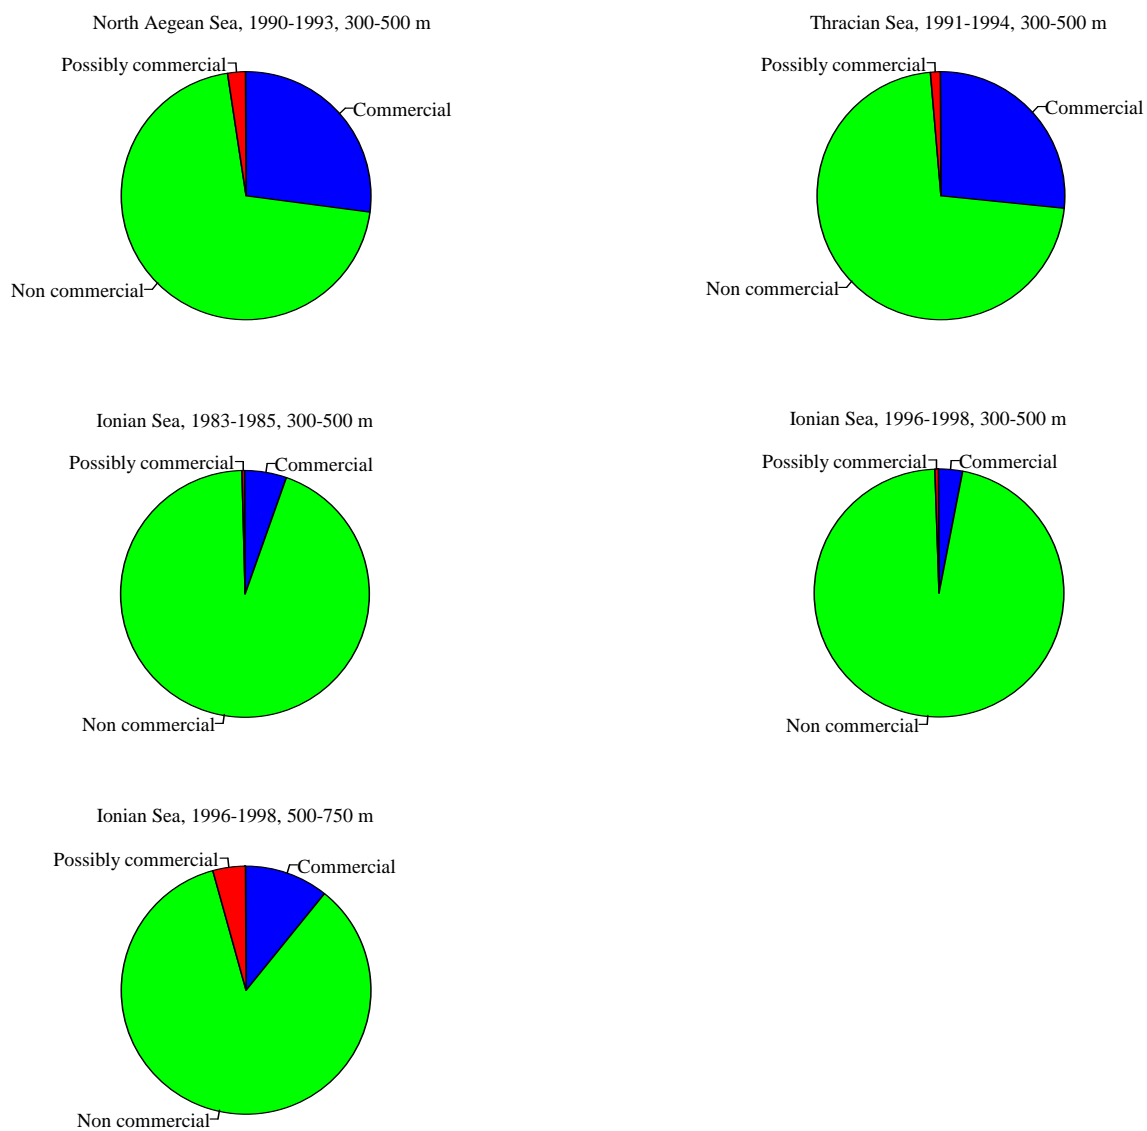 North Aegean Sea, 1990-1993, 300-500 m
Possibly commercial
Commercial
Non commercial
Thracian Sea, 1991-1994, 300-500 m
Possibly commercial
Commercial
Non commercial
Ionian Sea, 1983-1985, 300-500 m
Possibly commercial
Commercial
Non commercial
Ionian Sea, 1996-1998, 300-500 m
Possibly commercial
Commercial
Non commercial
Ionian Sea, 1996-1998, 500-750 m
Possibly commercial
Commercial
Non commercial